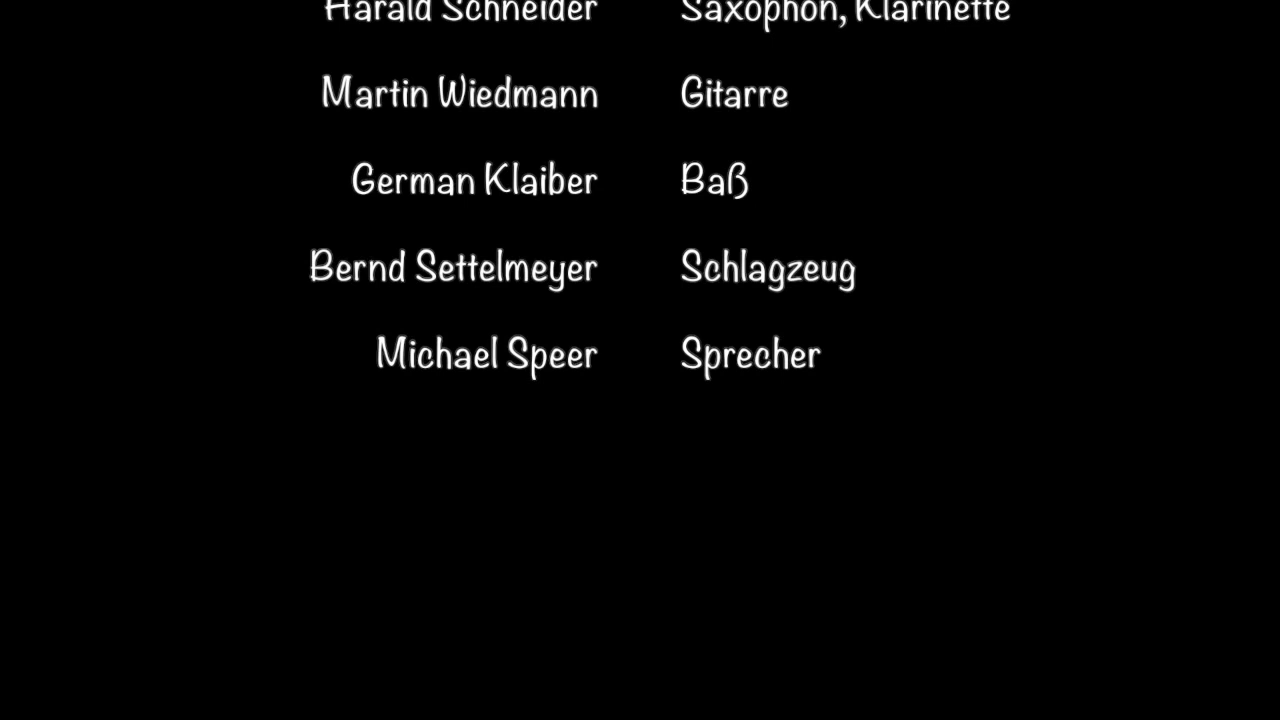 Harald Schneider Saxophon, Klarinette
Martin Wiedmann Gitarre
German Klaiber Baß
Bernd Settelmeyer Schlagzeug
Michael Speer Sprecher